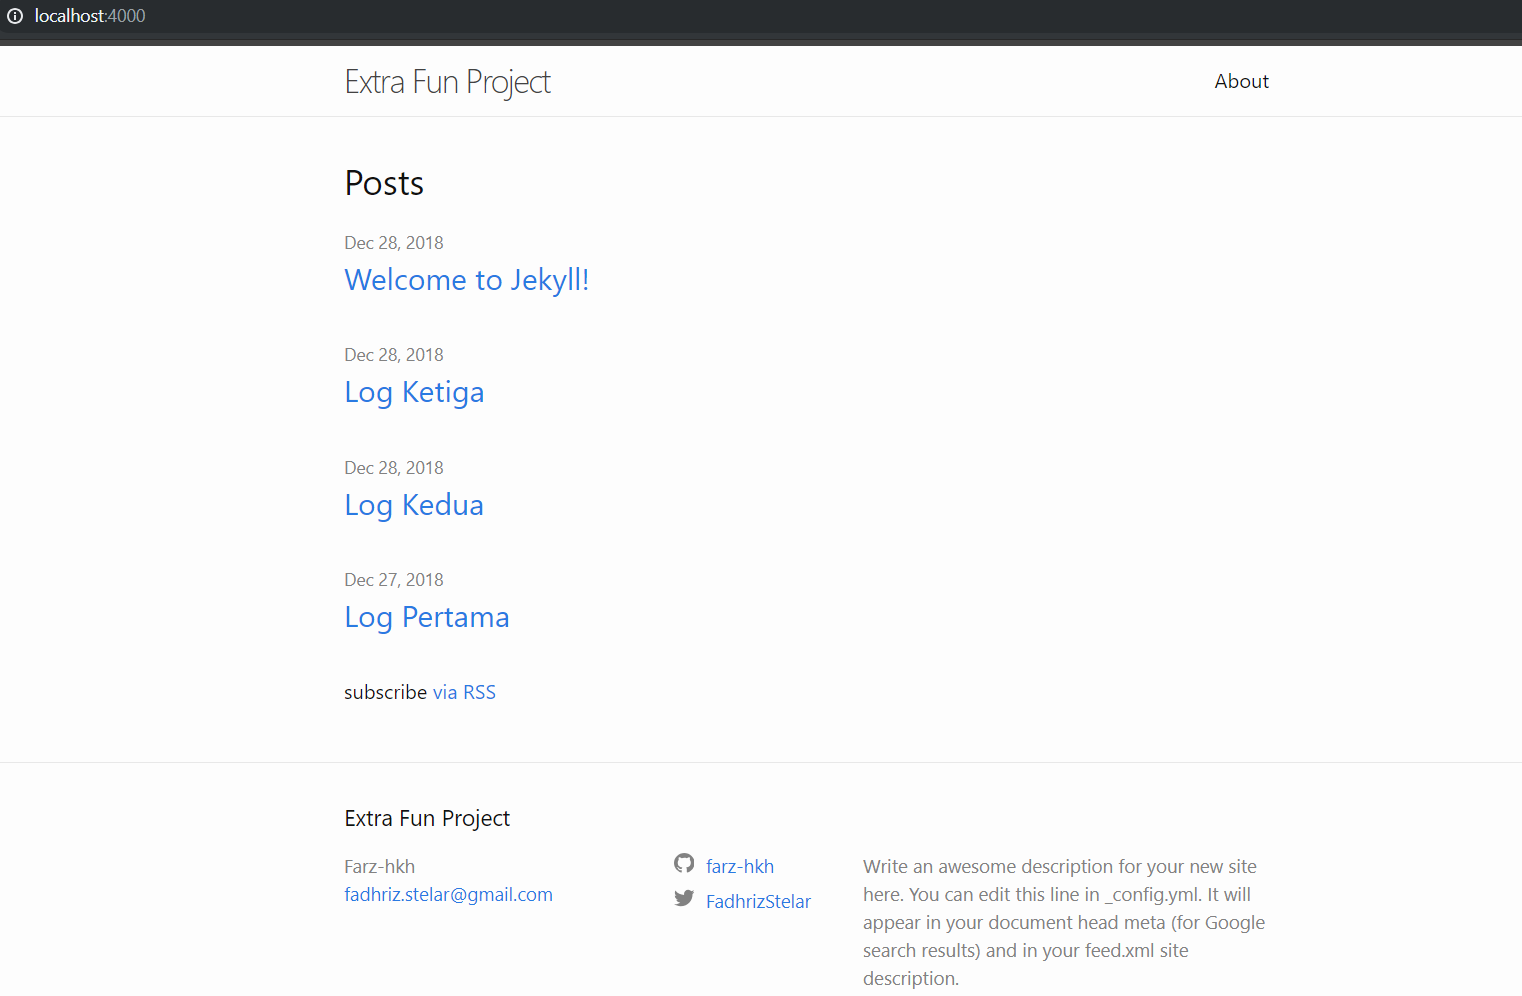 localhost:4000
Extra Fun Project
About
Posts
Dec 28, 2018
Welcome to Jekyll!
Dec 28, 2018
Log Ketiga
Dec 28, 2018
Log Kedua
Dec 27, 2018
Log Pertama
subscribe via RSS
Extra Fun Project
Farz-hkh
fadhriz.stelar@gmail.com
farz-hkh
FadhrizStelar
Write an awesome description for your new site
here. You can edit this line in _config.yml. It will
appear in your document head meta (for Google
search results) and in your feed.xml site
description.